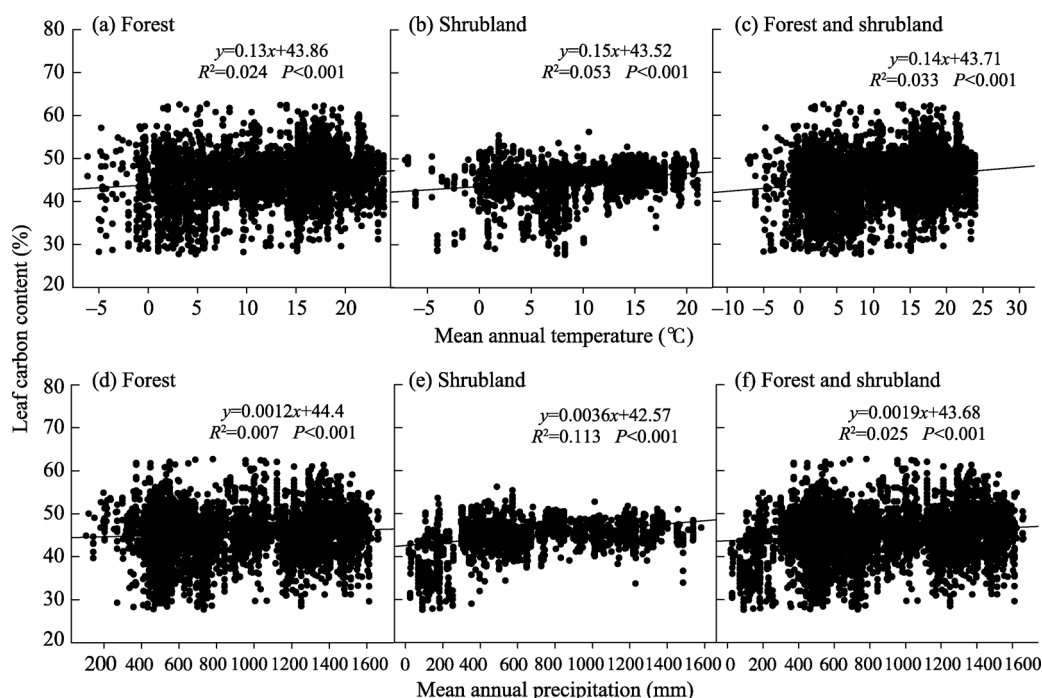 (a) Forest
(b) Shrubland
(c) Forest and shrubland
y=0.13x+43.86
R²=0.024 P<0.001
y=0.15x+43.52
R²=0.053 P<0.001
y=0.14x+43.71
R²=0.033 P<0.001
80
70
60
50
40
30
20
−5 0 5 10 15 20
−5 0 5 10 15 20
−10 −5 0 5 10 15 20 25 30
Mean annual temperature (℃)
Leaf carbon content (%)
(d) Forest
(e) Shrubland
(f) Forest and shrubland
y=0.0012x+44.4
R²=0.007 P<0.001
y=0.0036x+42.57
R²=0.113 P<0.001
y=0.0019x+43.68
R²=0.025 P<0.001
80
70
60
50
40
30
20
200 400 600 800 1000 1200 1400 1600
0 200 400 600 800 1000 1200 1400 1600
0 200 400 600 800 1000 1200 1400 1600
Mean annual precipitation (mm)